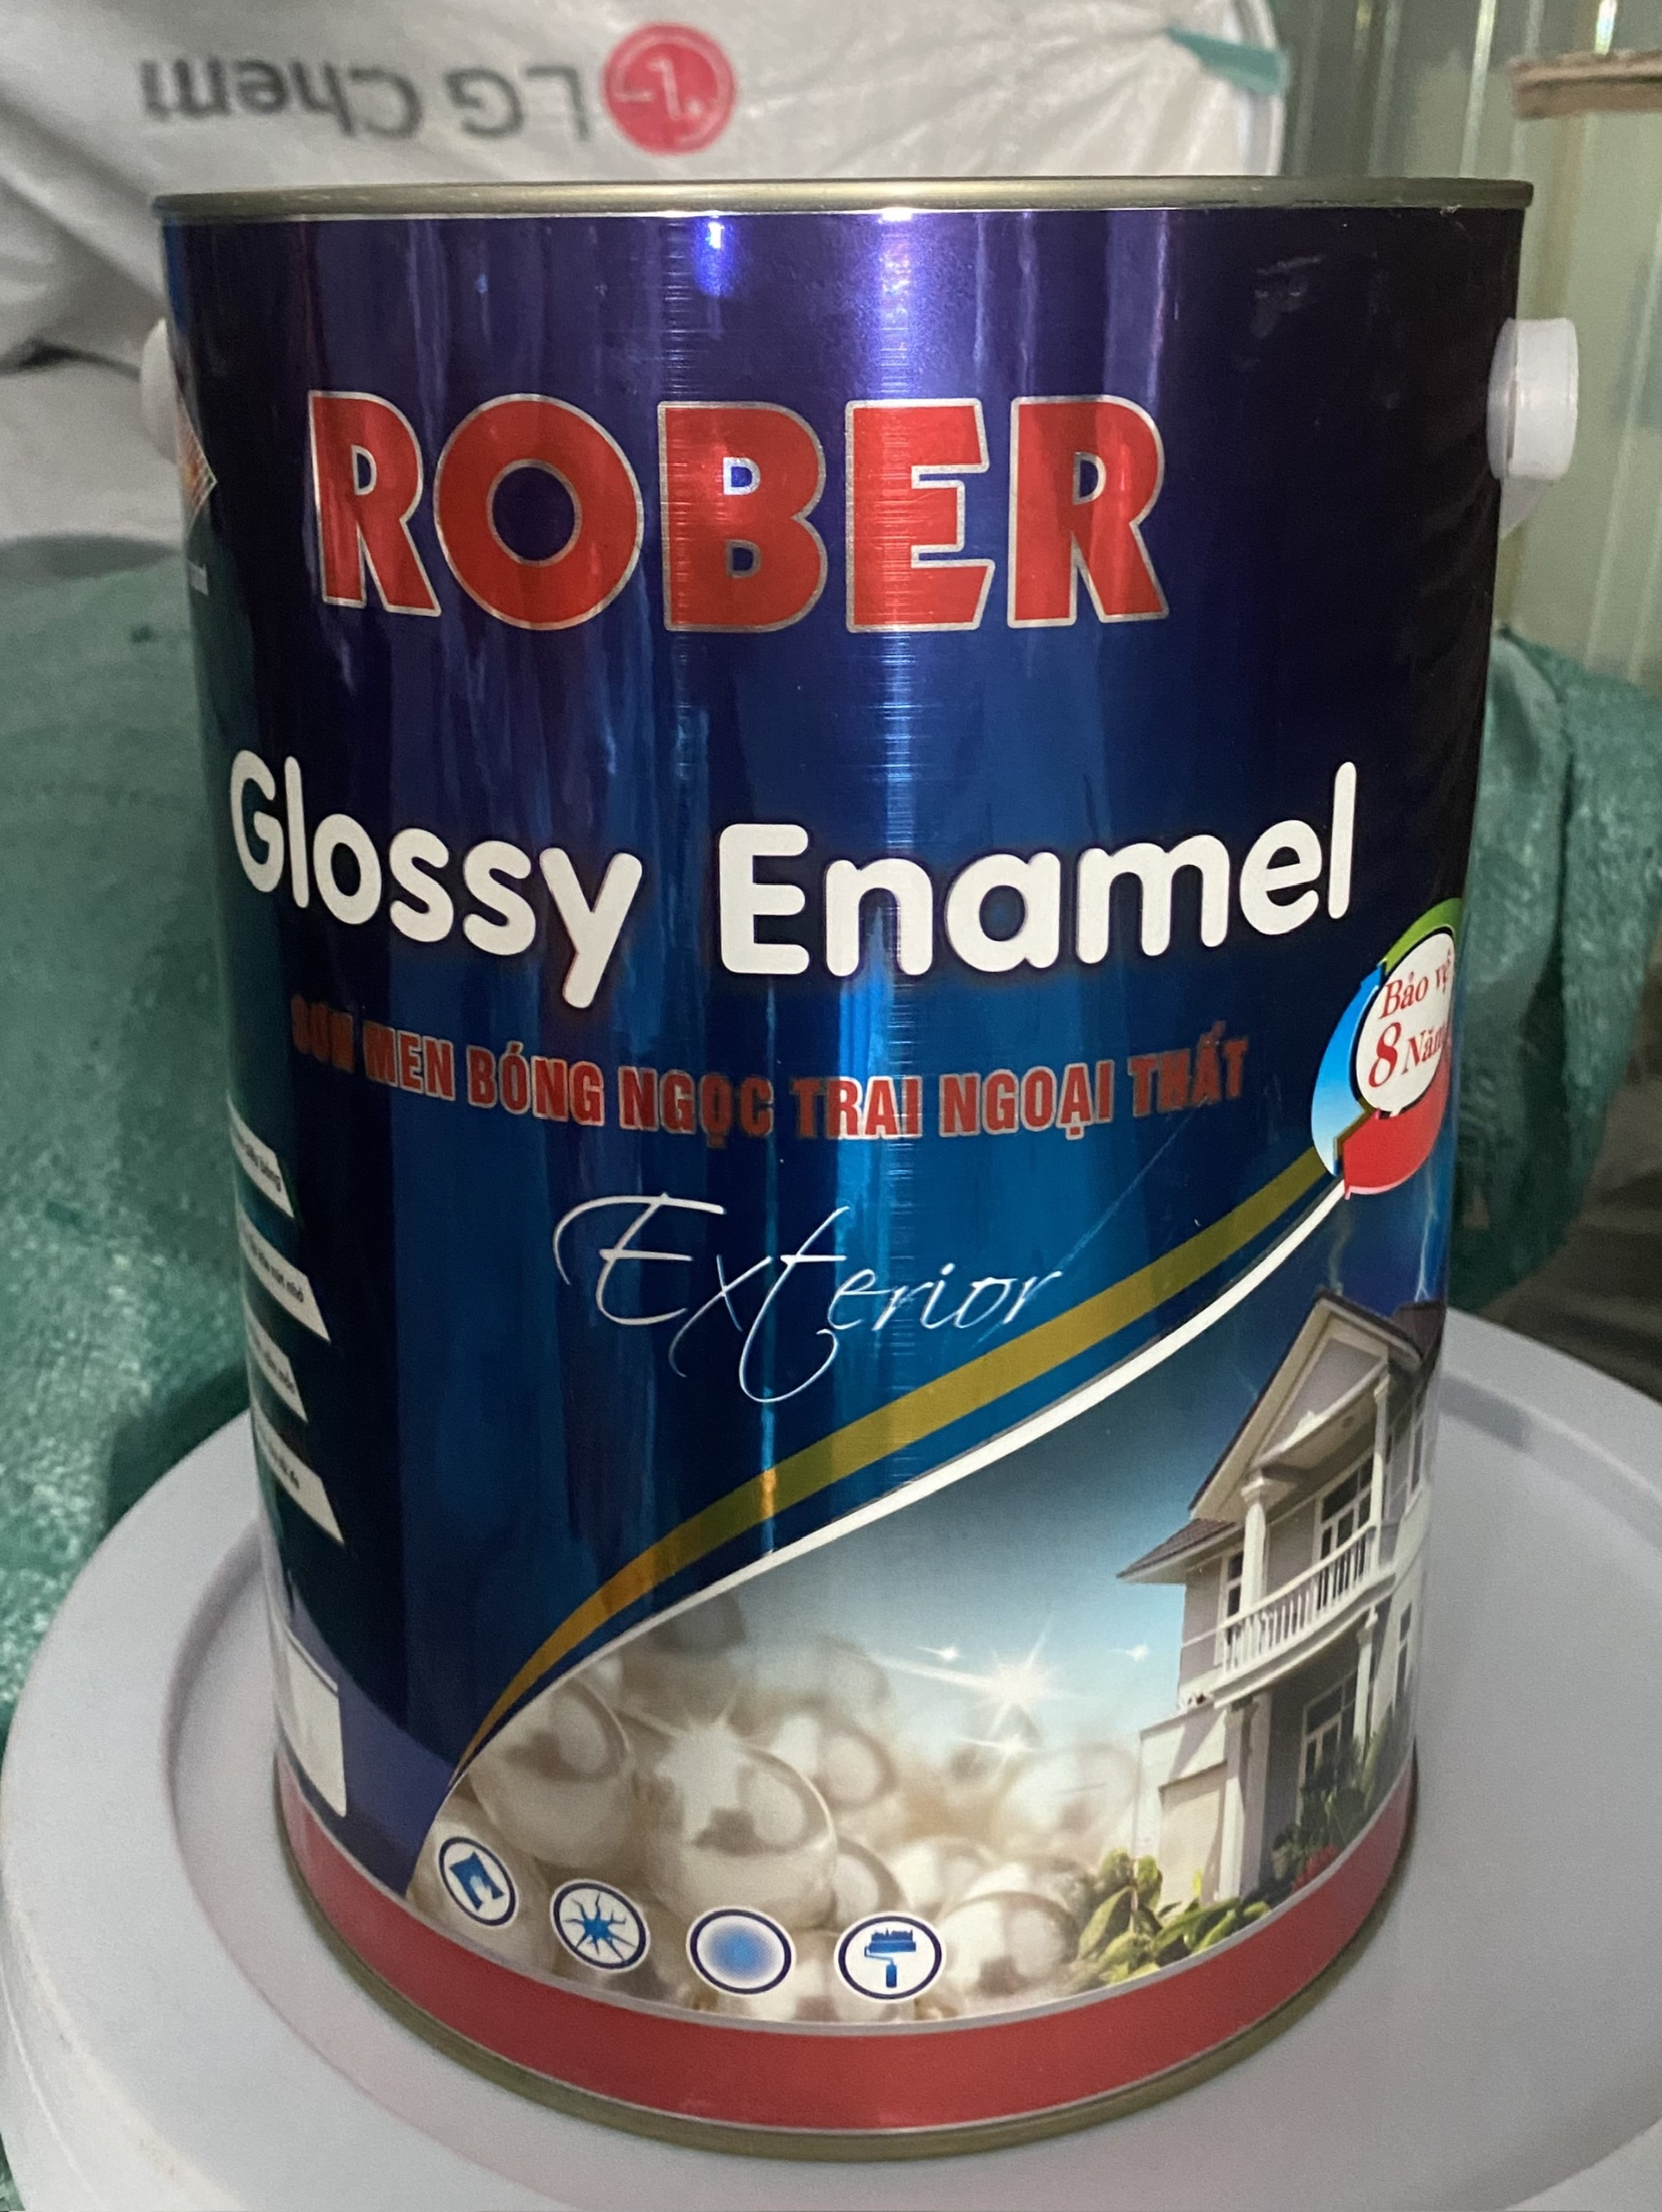 LG Chem
ROBER
Glossy Enamel
SƠN MEN BÓNG NGỌC TRAI NGOẠI THẤT
Bảo vệ
8 Năm
Exterior